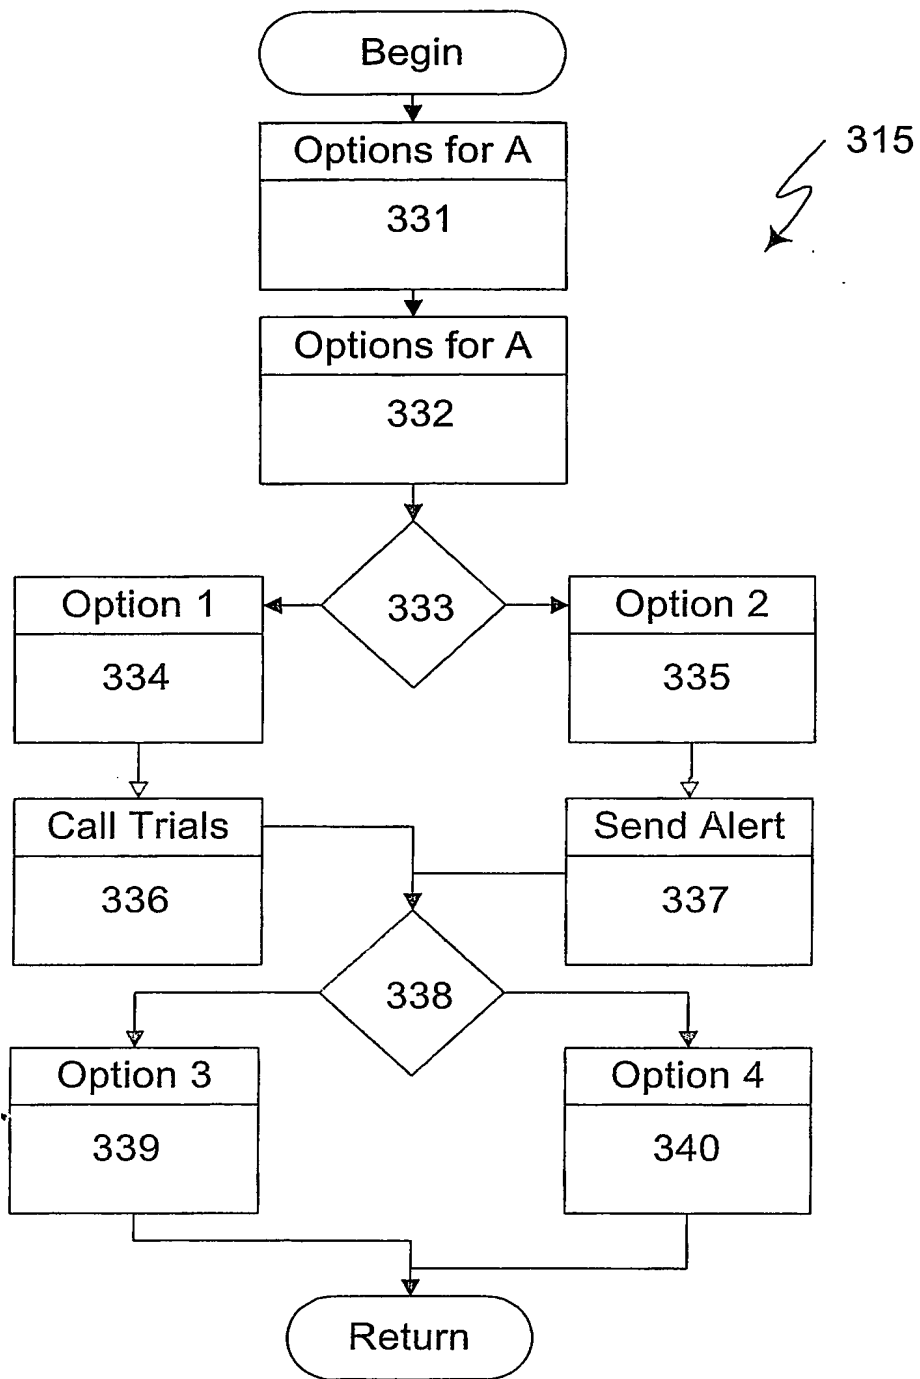 Begin
315
Options for A
331
Options for A
332
333
Option 1
334
Option 2
335
Call Trials
336
Send Alert
337
338
Option 3
339
Option 4
340
Return